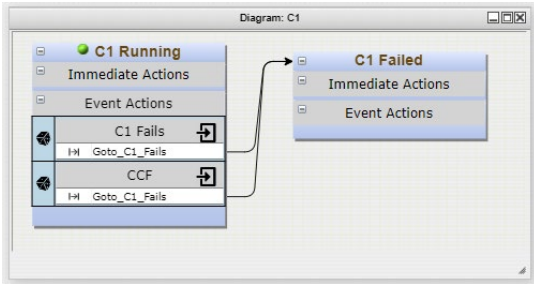 Diagram: C1
C1 Running
Immediate Actions
Event Actions
C1 Fails
Goto_C1_Fails
CCF
Goto_C1_Fails
C1 Failed
Immediate Actions
Event Actions